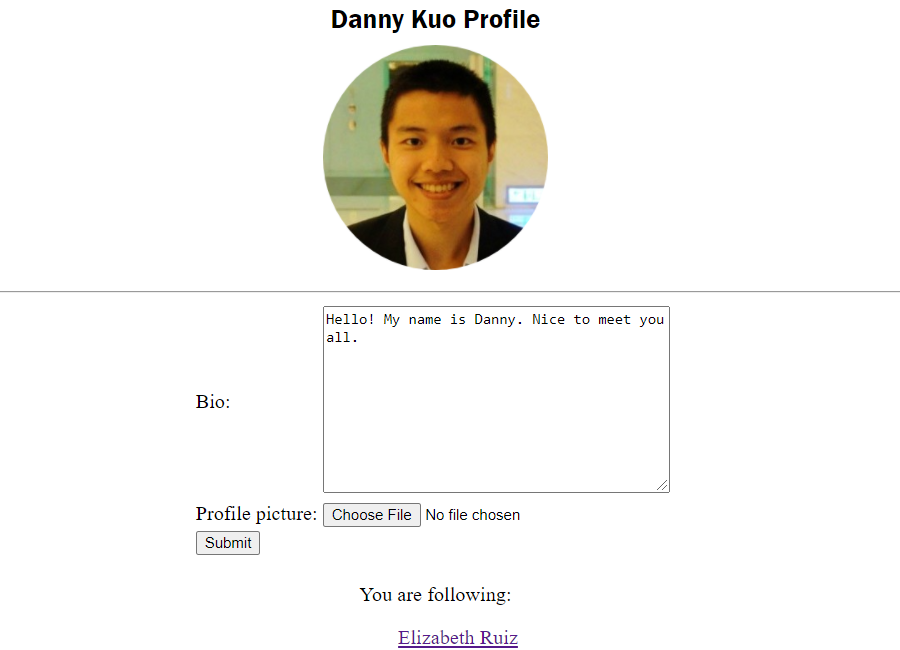 Danny Kuo Profile
Hello! My name is Danny. Nice to meet you
all.
Bio:
Profile picture: Choose File No file chosen
Submit
You are following:
Elizabeth Ruiz